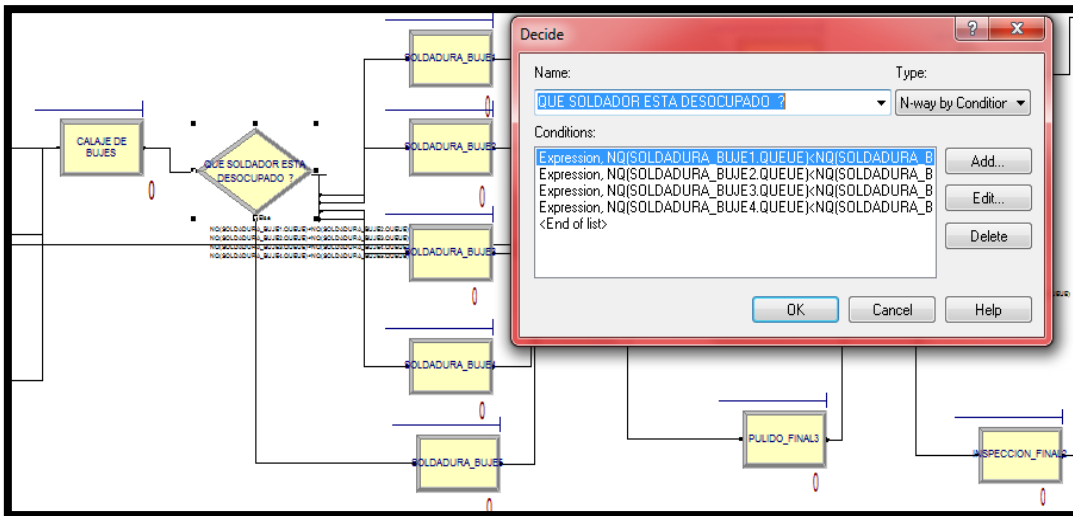 SOLDADURA_BUJE1
0
CALAJE DE
BUJES
0
QUE SOLDADOR ESTA
DESOCUPADO ?
Else
SOLDADURA_BUJE2
0
SOLDADURA_BUJE3
0
SOLDADURA_BUJE4
0
SOLDADURA_BUJE5
0
PULIDO_FINAL3
0
INSPECCION_FINAL2
0
Decide
Name:
Type:
QUE SOLDADOR ESTA DESOCUPADO ?
N-way by Condition
Conditions:
Expression, NQ(SOLDADURA_BUJE1.QUEUE)<NQ(SOLDADURA_B
Expression, NQ(SOLDADURA_BUJE2.QUEUE)<NQ(SOLDADURA_B
Expression, NQ(SOLDADURA_BUJE3.QUEUE)<NQ(SOLDADURA_B
Expression, NQ(SOLDADURA_BUJE4.QUEUE)<NQ(SOLDADURA_B
<End of list>
Add...
Edit...
Delete
OK
Cancel
Help